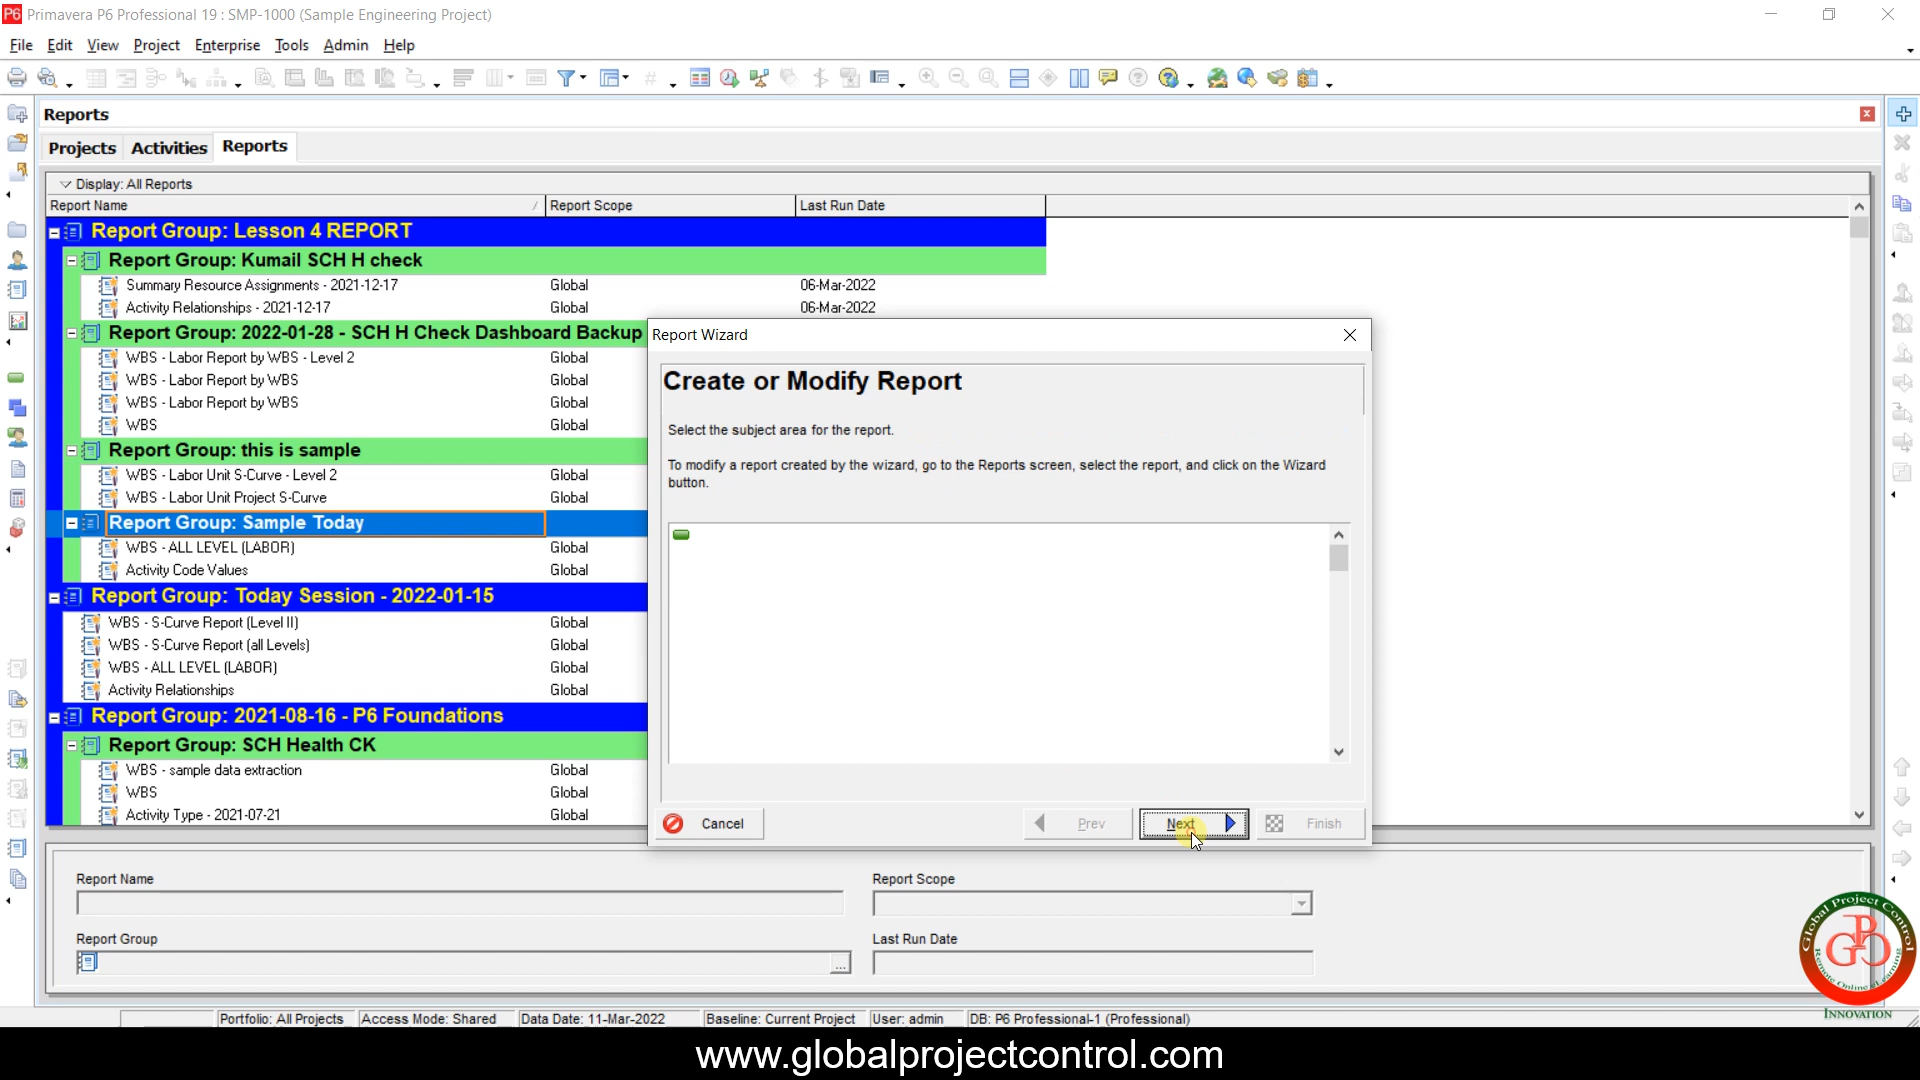 P6 Primavera P6 Professional 19 : SMP-1000 (Sample Engineering Project)
File Edit View Project Enterprise Tools Admin Help
Reports
Projects Activities Reports
Display: All Reports
Report Name Report Scope Last Run Date
Report Group: Lesson 4 REPORT
Report Group: Kumail SCH H check
Summary Resource Assignments - 2021-12-17 Global 06-Mar-2022
Activity Relationships - 2021-12-17 Global 06-Mar-2022
Report Group: 2022-01-28 - SCH H Check Dashboard Backup
WBS - Labor Report by WBS - Level 2 Global
WBS - Labor Report by WBS Global
WBS - Labor Report by WBS Global
WBS Global
Report Group: this is sample
WBS - Labor Unit S-Curve - Level 2 Global
WBS - Labor Unit Project S-Curve Global
Report Group: Sample Today
WBS - ALL LEVEL (LABOR) Global
Activity Code Values Global
Report Group: Today Session - 2022-01-15
WBS - S-Curve Report (Level II) Global
WBS - S-Curve Report (all Levels) Global
WBS - ALL LEVEL (LABOR) Global
Activity Relationships Global
Report Group: 2021-08-16 - P6 Foundations
Report Group: SCH Health CK
WBS - sample data extraction Global
WBS Global
Activity Type - 2021-07-21 Global
Report Wizard
Create or Modify Report
Select the subject area for the report.
To modify a report created by the wizard, go to the Reports screen, select the report, and click on the Wizard
button.
Cancel Prev Next Finish
Report Name Report Scope
Report Group Last Run Date
...
Portfolio: All Projects Access Mode: Shared Data Date: 11-Mar-2022 Baseline: Current Project User: admin DB: P6 Professional-1 (Professional)
Global Project Control
GPC
Remote Online eLearning
INNOVATION
www.globalprojectcontrol.com